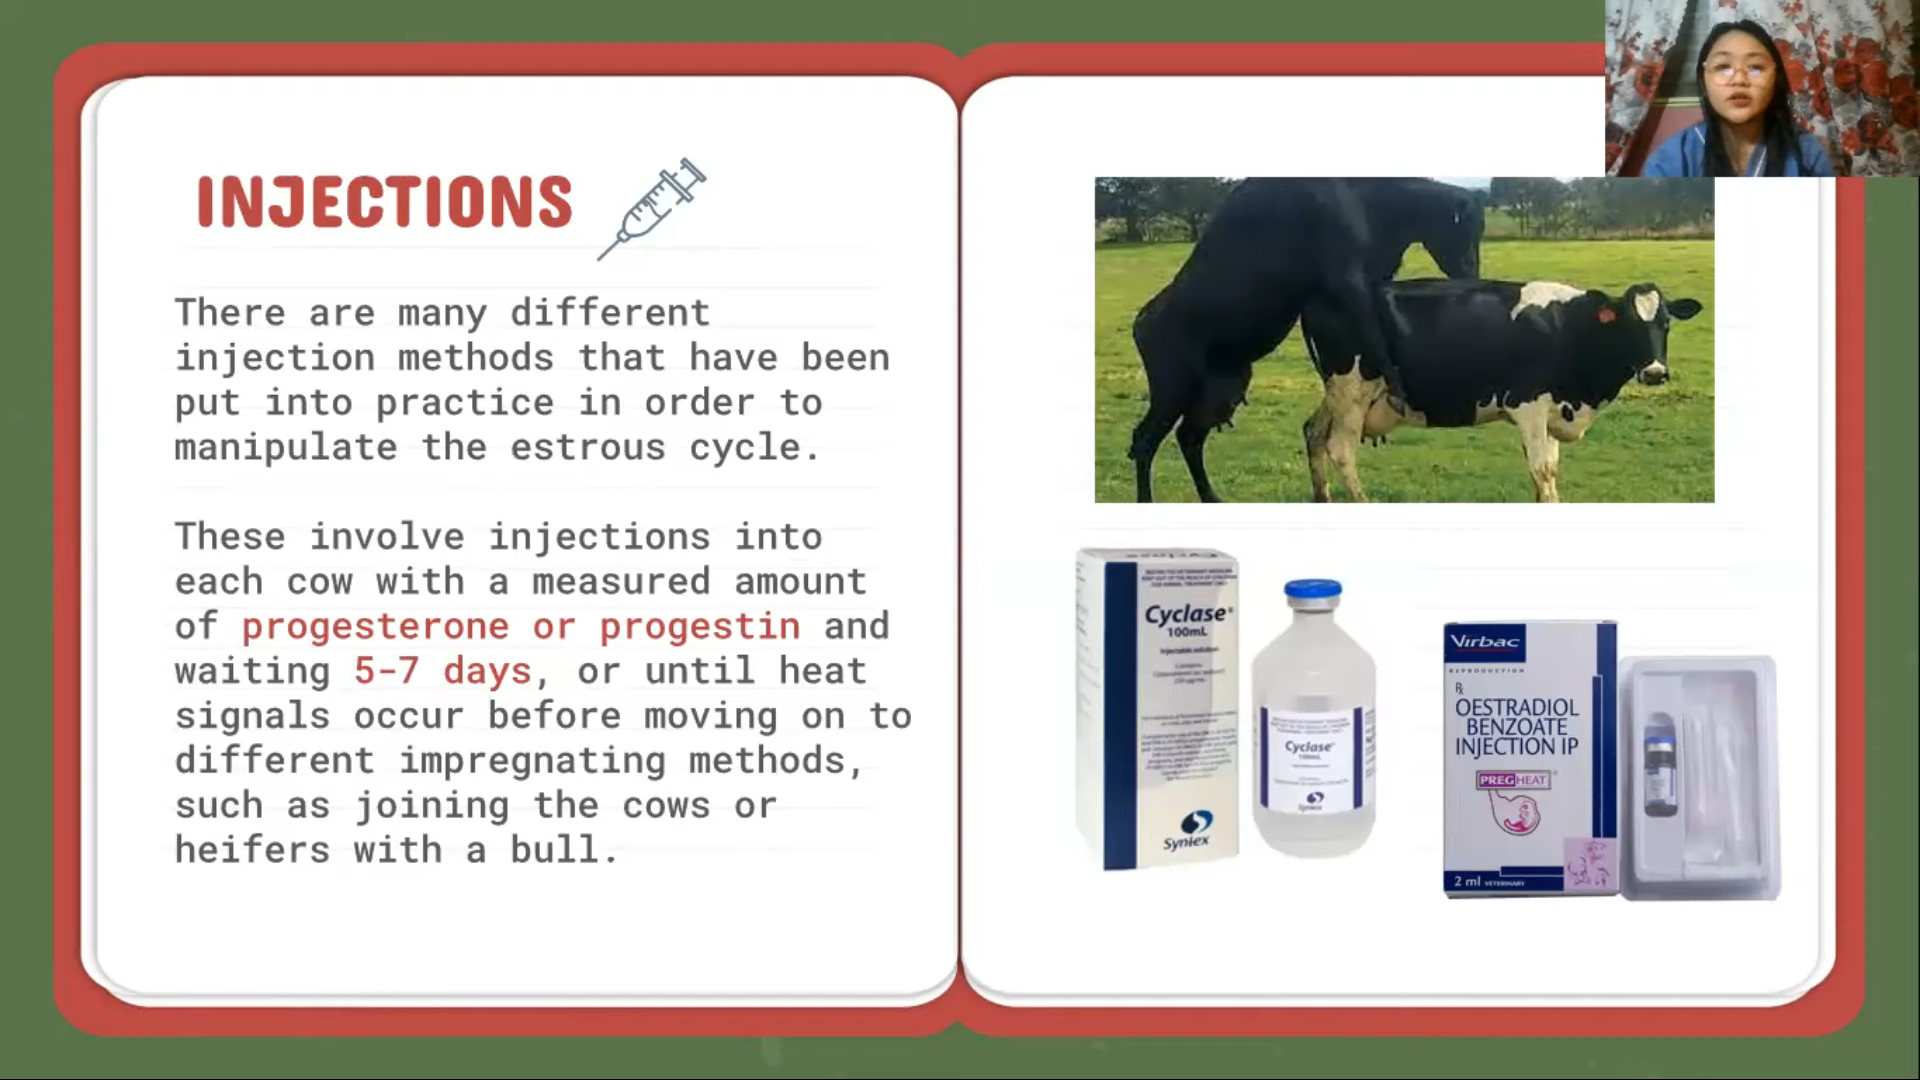 INJECTIONS
There are many different
injection methods that have been
put into practice in order to
manipulate the estrous cycle.
These involve injections into
each cow with a measured amount
of progesterone or progestin and
waiting 5-7 days, or until heat
signals occur before moving on to
different impregnating methods,
such as joining the cows or
heifers with a bull.
Cyclase®
100mL
Injectable solution
Syntex
Cyclase®
100mL
Syntex
Virbac
REPRODUCTION
Rx
OESTRADIOL
BENZOATE
INJECTION IP
PREGHEAT
2 ml VETERINARY